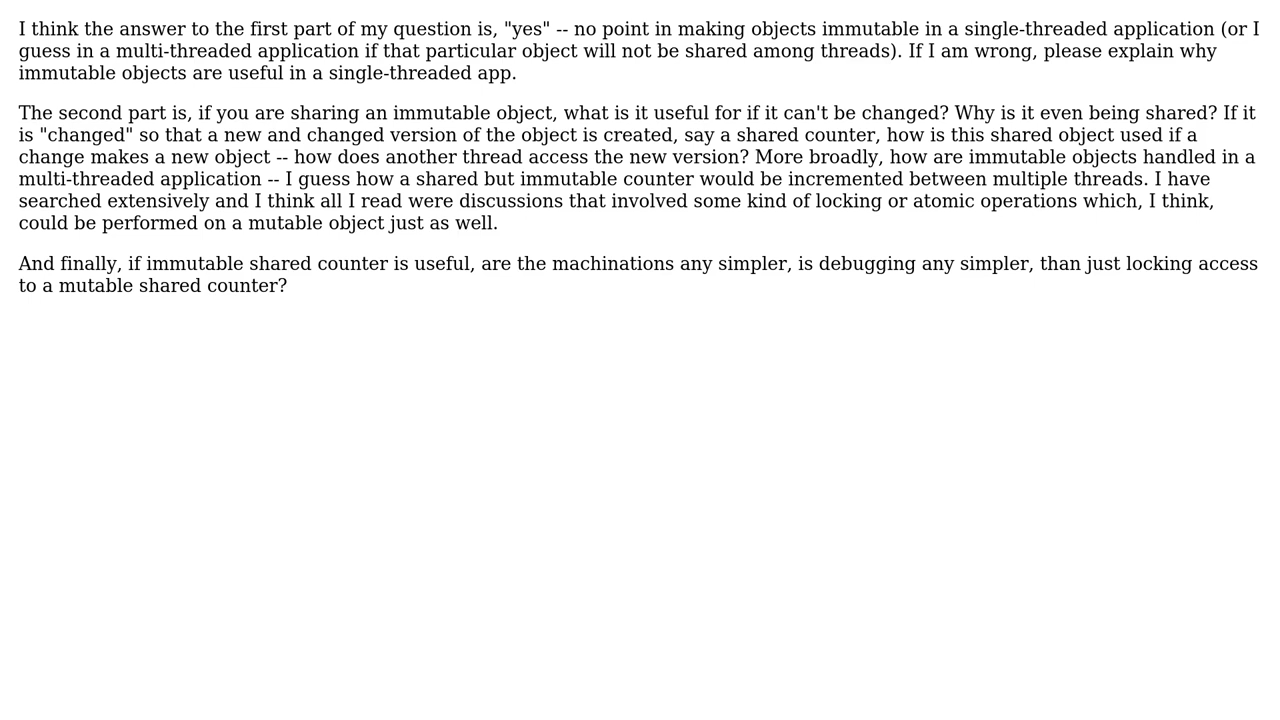 I think the answer to the first part of my question is, "yes" -- no point in making objects immutable in a single-threaded application (or I
guess in a multi-threaded application if that particular object will not be shared among threads). If I am wrong, please explain why
immutable objects are useful in a single-threaded app.
The second part is, if you are sharing an immutable object, what is it useful for if it can't be changed? Why is it even being shared? If it
is "changed" so that a new and changed version of the object is created, say a shared counter, how is this shared object used if a
change makes a new object -- how does another thread access the new version? More broadly, how are immutable objects handled in a
multi-threaded application -- I guess how a shared but immutable counter would be incremented between multiple threads. I have
searched extensively and I think all I read were discussions that involved some kind of locking or atomic operations which, I think,
could be performed on a mutable object just as well.
And finally, if immutable shared counter is useful, are the machinations any simpler, is debugging any simpler, than just locking access
to a mutable shared counter?